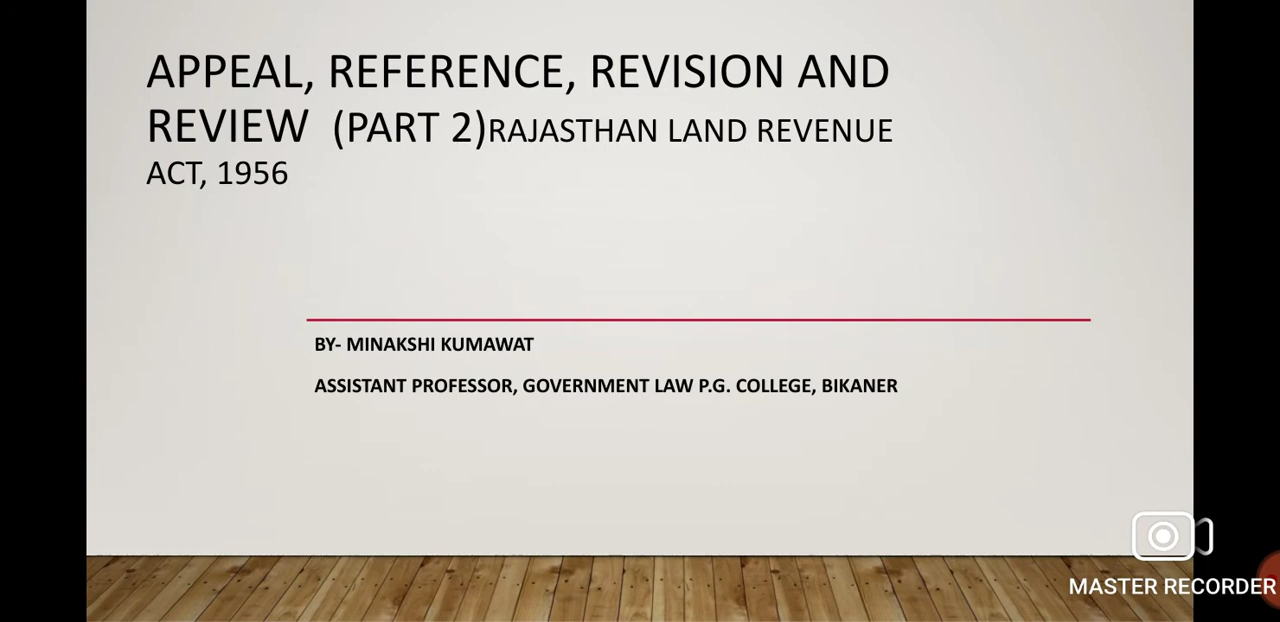 APPEAL, REFERENCE, REVISION AND
REVIEW (PART 2)RAJASTHAN LAND REVENUE
ACT, 1956
BY- MINAKSHI KUMAWAT
ASSISTANT PROFESSOR, GOVERNMENT LAW P.G. COLLEGE, BIKANER
MASTER RECORDER